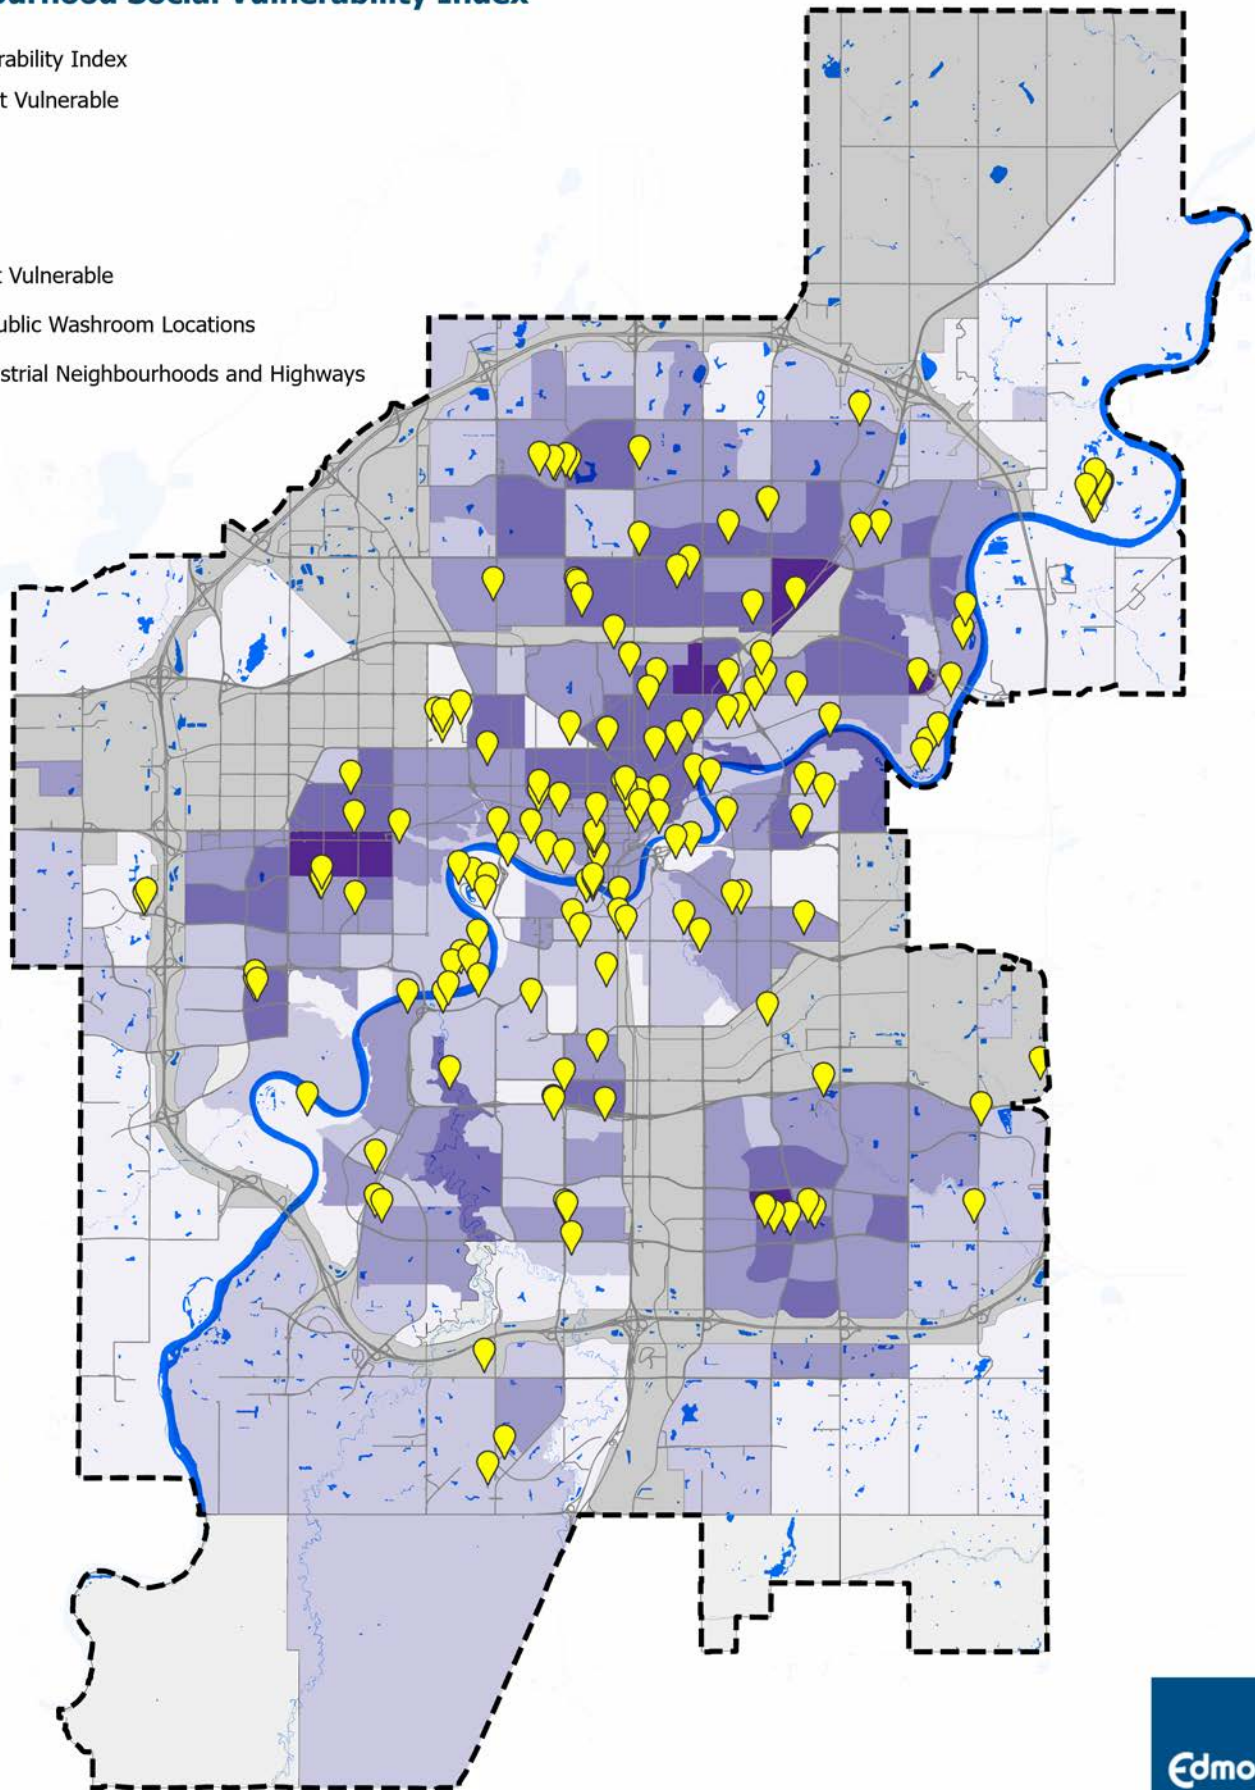 urhood Social Vulnerability Index
rability Index
t Vulnerable
t Vulnerable
ublic Washroom Locations
strial Neighbourhoods and Highways
Edmo